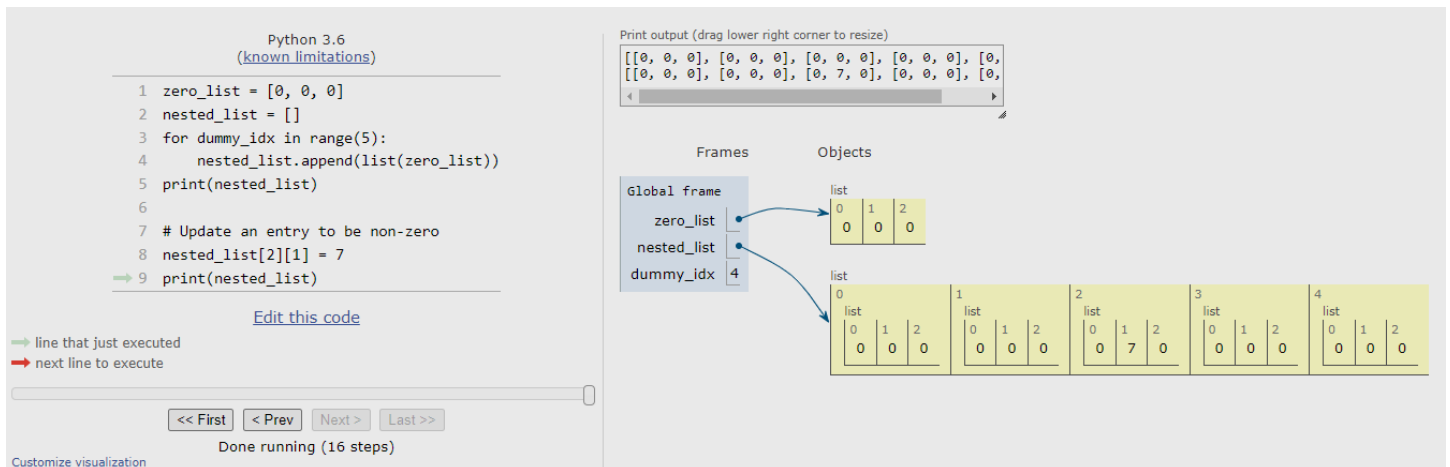 Python 3.6
(known limitations)
1 zero_list = [0, 0, 0]
2 nested_list = []
3 for dummy_idx in range(5):
4     nested_list.append(list(zero_list))
5 print(nested_list)
6
7 # Update an entry to be non-zero
8 nested_list[2][1] = 7
9 print(nested_list)
Edit this code
line that just executed
next line to execute
<< First < Prev Next > Last >>
Done running (16 steps)
Customize visualization
Print output (drag lower right corner to resize)
[[0, 0, 0], [0, 0, 0], [0, 0, 0], [0, 0, 0], [0,
[[0, 0, 0], [0, 0, 0], [0, 7, 0], [0, 0, 0], [0,
Frames Objects
Global frame
zero_list
nested_list
dummy_idx 4
list
0 1 2
0 0 0
list
0 1 2 3 4
list list list list list
0 1 2 0 1 2 0 1 2 0 1 2 0 1 2
0 0 0 0 0 0 0 7 0 0 0 0 0 0 0